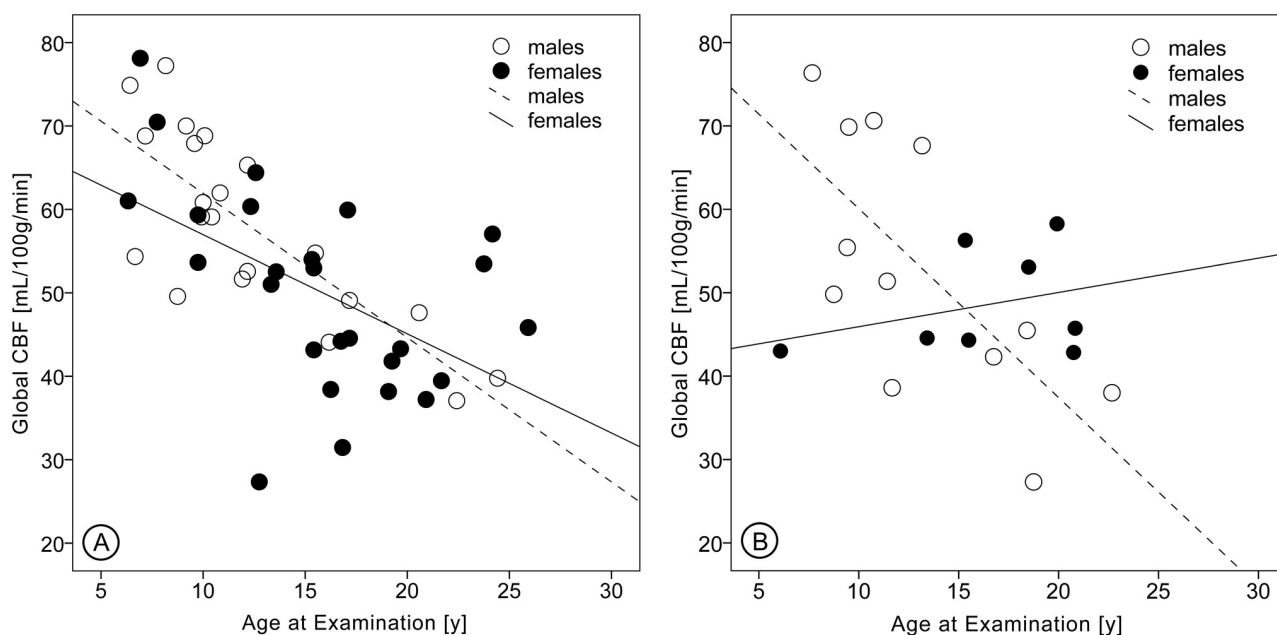 80
70
60
50
40
30
20
Global CBF [mL/100g/min]
males
females
males
females
A
5 10 15 20 25 30
Age at Examination [y]
80
70
60
50
40
30
20
Global CBF [mL/100g/min]
males
females
males
females
B
5 10 15 20 25 30
Age at Examination [y]